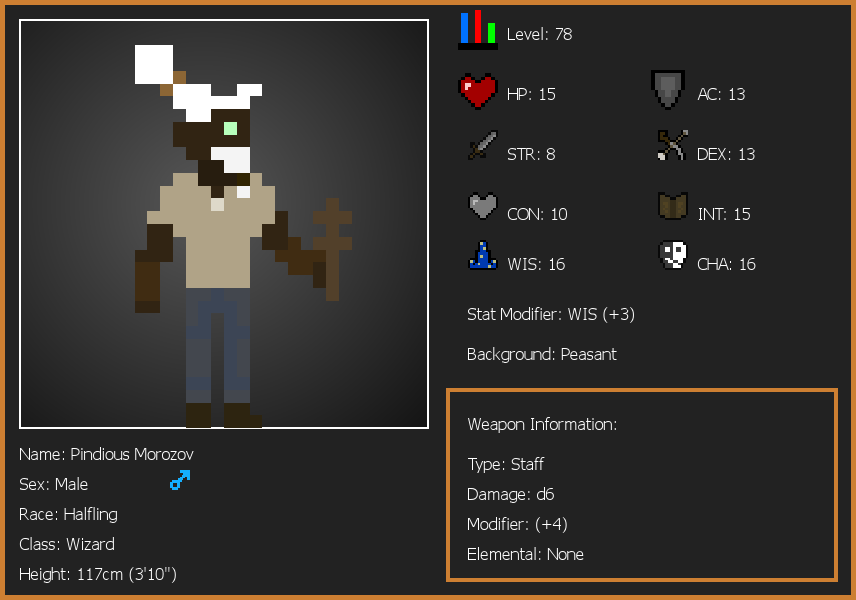 Level: 78
HP: 15
AC: 13
STR: 8
DEX: 13
CON: 10
INT: 15
WIS: 16
CHA: 16
Stat Modifier: WIS (+3)
Background: Peasant
Weapon Information:
Type: Staff
Damage: d6
Modifier: (+4)
Elemental: None
Name: Pindious Morozov
Sex: Male
Race: Halfling
Class: Wizard
Height: 117cm (3'10")